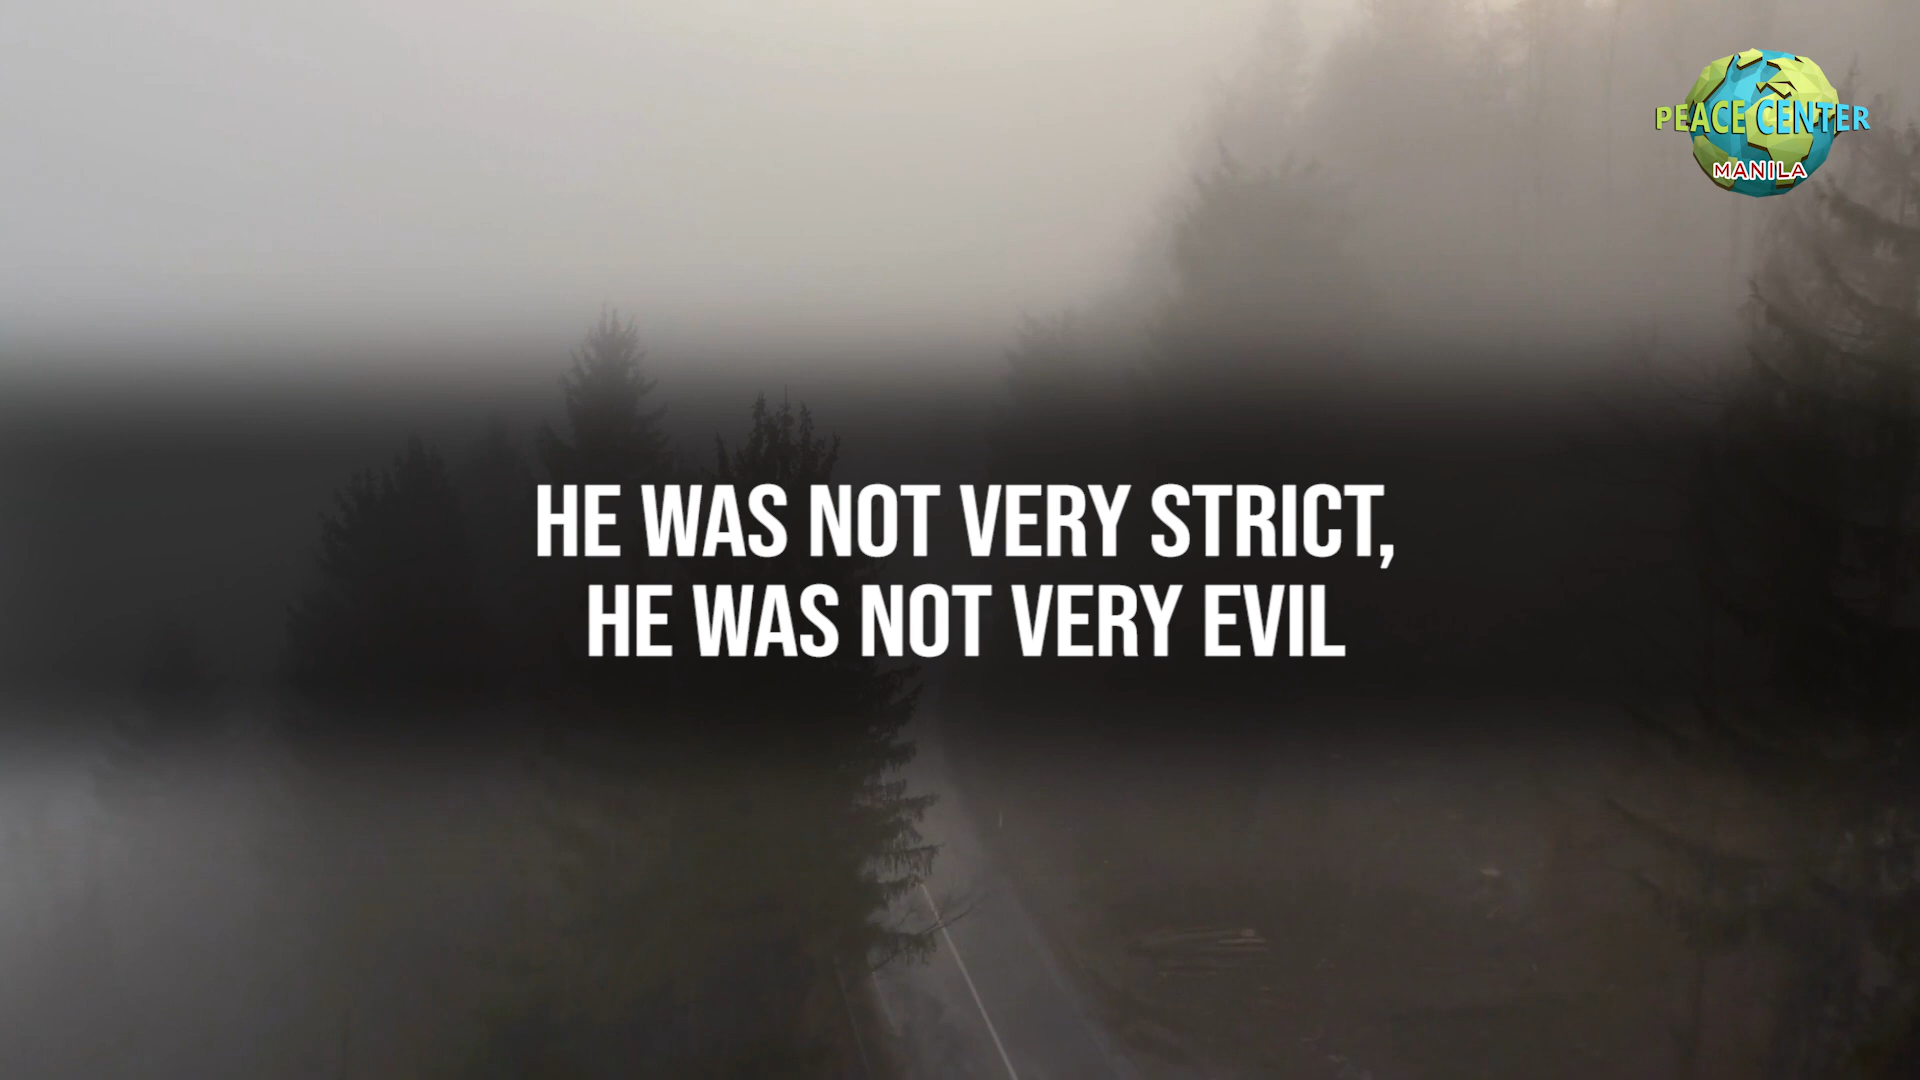 PEACE CENTER
MANILA
HE WAS NOT VERY STRICT,
HE WAS NOT VERY EVIL